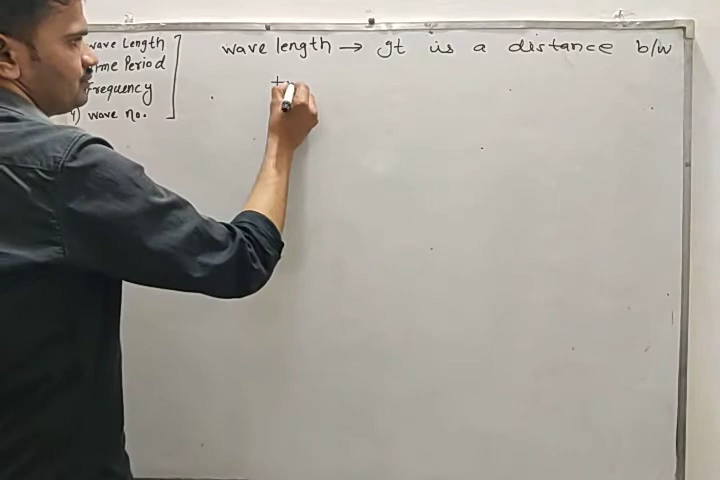 wave Length
Time Period
Frequency
4) wave no.
wave length → It is a distance b/w